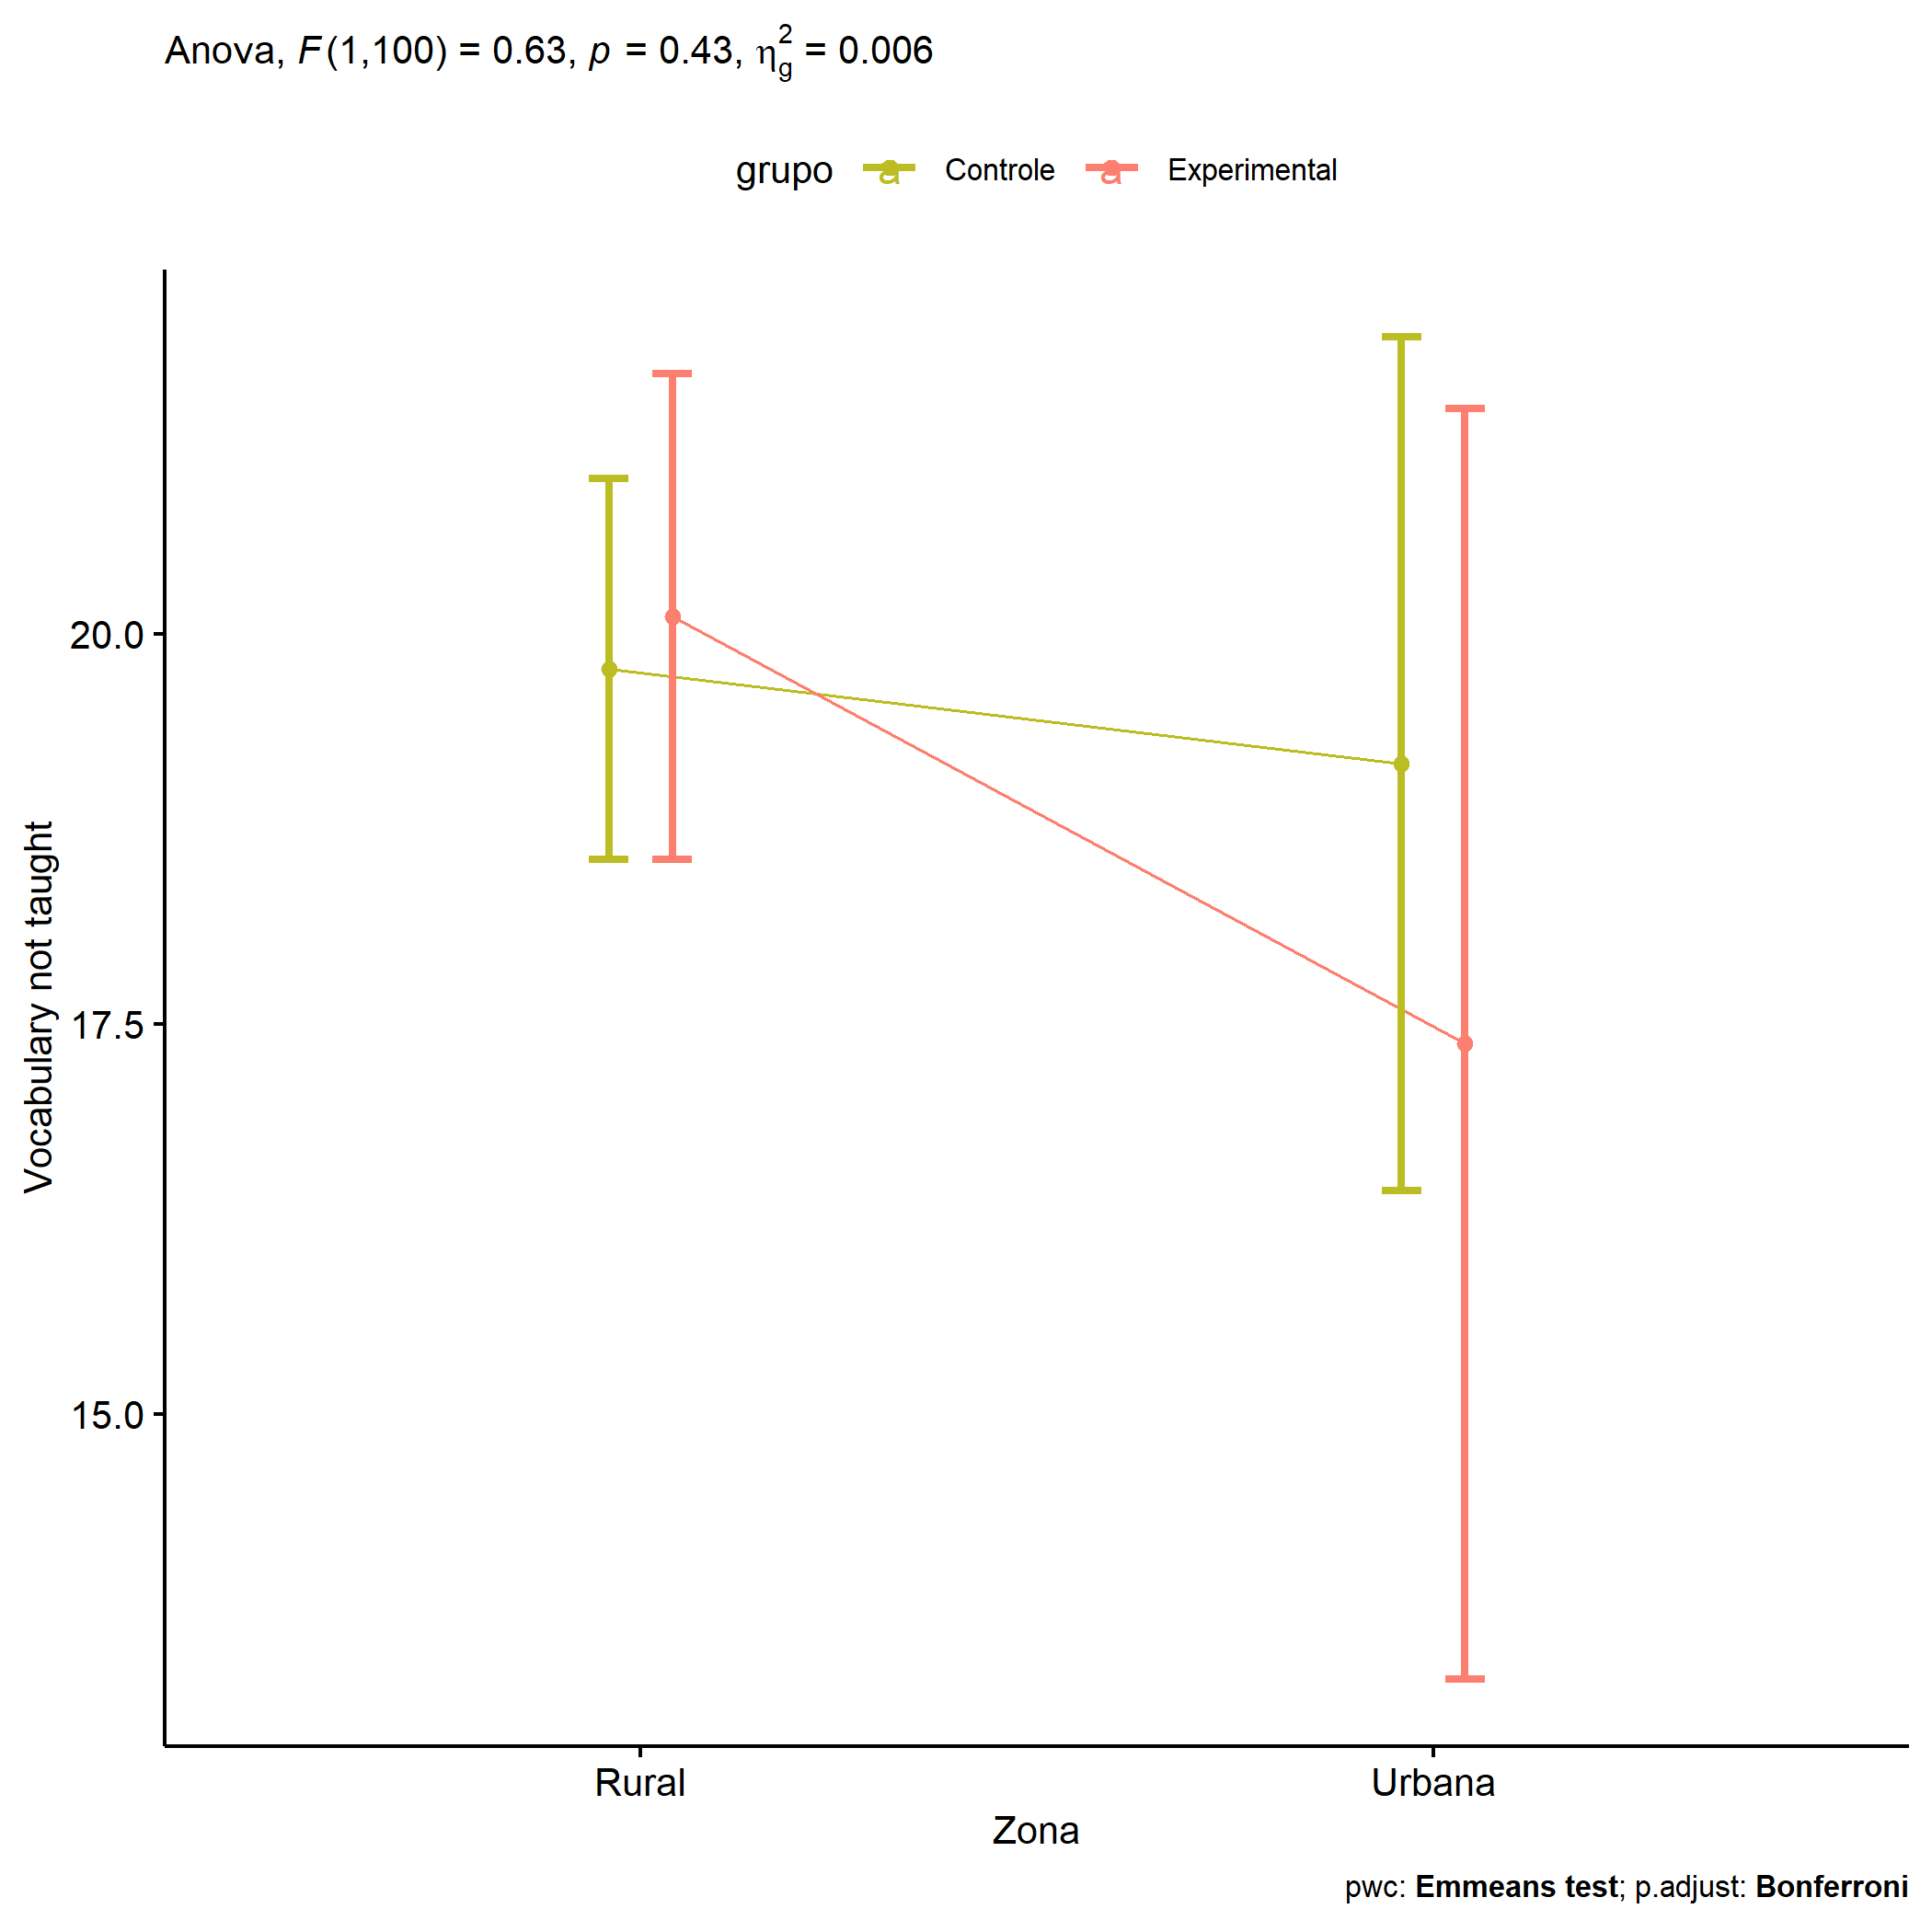 Anova, F(1,100) = 0.63, p = 0.43, η²g = 0.006
grupo a Controle a Experimental
Vocabulary not taught
20.0
17.5
15.0
Rural Urbana
Zona
pwc: Emmeans test; p.adjust: Bonferroni